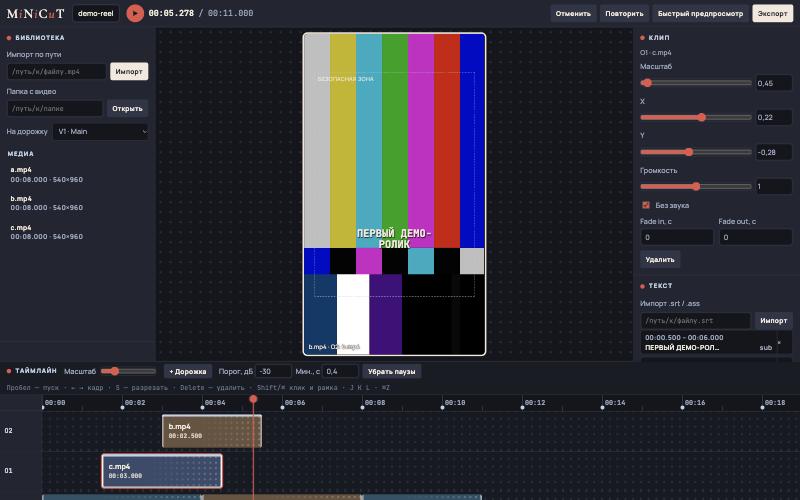 MiNiCuT demo-reel 00:05.278 / 00:11.000 Отменить Повторить Быстрый предпросмотр Экспорт
БИБЛИОТЕКА
Импорт по пути
/путь/к/файлу.mp4 Импорт
Папка с видео
/путь/к/папке Открыть
На дорожку V1 · Main
МЕДИА
a.mp4
00:08.000 · 540×960
b.mp4
00:08.000 · 540×960
c.mp4
00:08.000 · 540×960
БЕЗОПАСНАЯ ЗОНА
ПЕРВЫЙ ДЕМО-
РОЛИК
КЛИП
O1 · c.mp4
Масштаб
0,45
X
0,22
Y
-0,28
Громкость
1
Без звука
Fade in, с Fade out, с
0 0
Удалить
ТЕКСТ
Импорт .srt / .ass
/путь/к/файлу.srt Импорт
00:00.500 – 00:06.000
ПЕРВЫЙ ДЕМО-РОЛ… sub ×
ТАЙМЛАЙН Масштаб + Дорожка Порог, дБ -30 Мин., с 0,4 Убрать паузы
Пробел — пуск · ← → кадр · S — разрезать · Delete — удалить · Shift/⌘ клик и рамка · J K L · ⌘Z
00:00 00:02 00:04 00:06 00:08 00:10 00:12 00:14 00:16 00:18
O2
b.mp4
00:02.500
O1
c.mp4
00:03.000